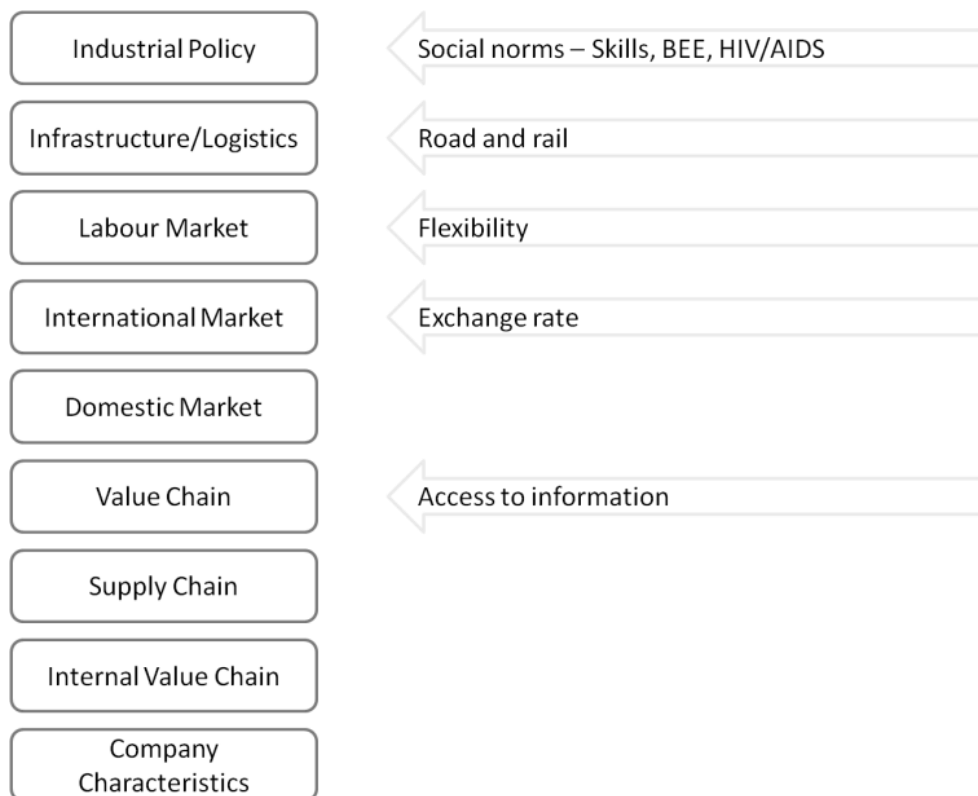 Industrial Policy
Social norms – Skills, BEE, HIV/AIDS
Infrastructure/Logistics
Road and rail
Labour Market
Flexibility
International Market
Exchange rate
Domestic Market
Value Chain
Access to information
Supply Chain
Internal Value Chain
Company
Characteristics